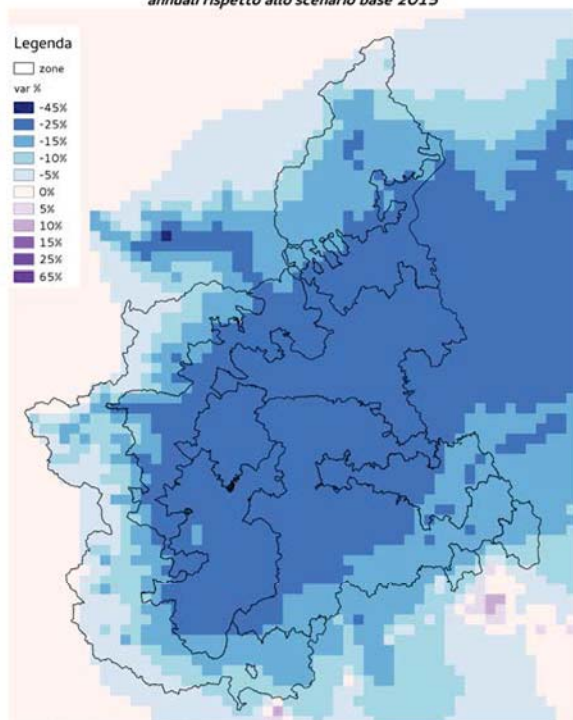 annuali rispetto allo scenario base 2015
Legenda
zone
var %
-45%
-25%
-15%
-10%
-5%
0%
5%
10%
15%
25%
65%